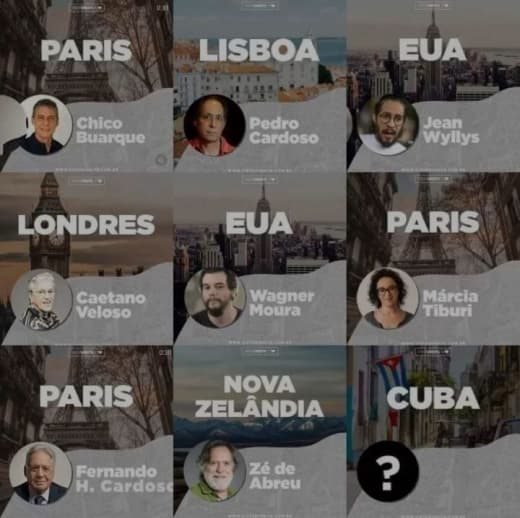 PARIS
Chico
Buarque
LISBOA
Pedro
Cardoso
EUA
Jean
Wyllys
LONDRES
Caetano
Veloso
EUA
Wagner
Moura
PARIS
Márcia
Tiburi
PARIS
Fernando
H. Cardoso
NOVA
ZELÂNDIA
Zé de
Abreu
CUBA
?